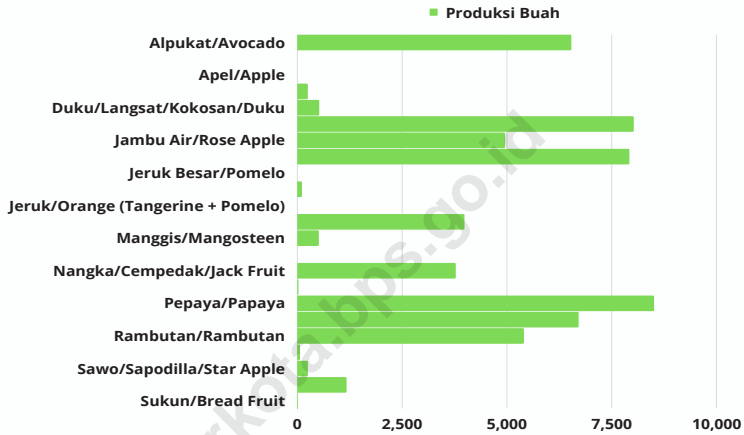 Produksi Buah
Alpukat/Avocado
Apel/Apple
Duku/Langsat/Kokosan/Duku
Jambu Air/Rose Apple
Jeruk Besar/Pomelo
Jeruk/Orange (Tangerine + Pomelo)
Manggis/Mangosteen
Nangka/Cempedak/Jack Fruit
Pepaya/Papaya
Rambutan/Rambutan
Sawo/Sapodilla/Star Apple
Sukun/Bread Fruit
0 2,500 5,000 7,500 10,000
rkota.bps.go.id